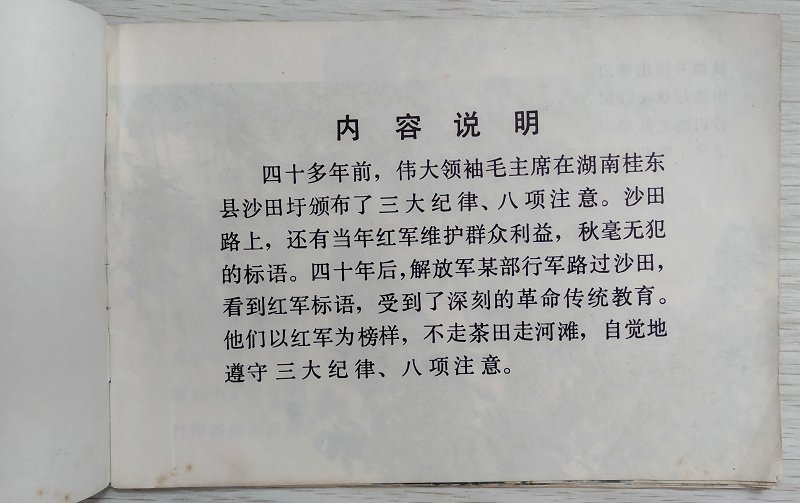 内容说明
四十多年前，伟大领袖毛主席在湖南桂东
县沙田圩颁布了三大纪律、八项注意。沙田
路上，还有当年红军维护群众利益，秋毫无犯
的标语。四十年后，解放军某部行军路过沙田，
看到红军标语，受到了深刻的革命传统教育。
他们以红军为榜样，不走茶田走河滩，自觉地
遵守三大纪律、八项注意。